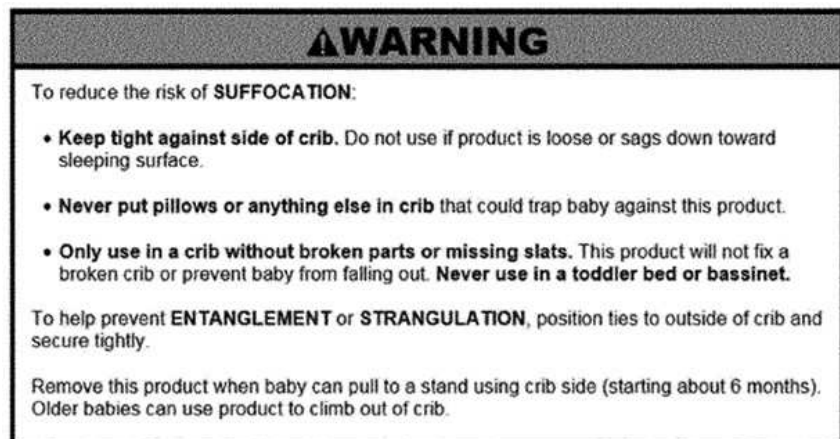 ⚠WARNING
To reduce the risk of SUFFOCATION:
• Keep tight against side of crib. Do not use if product is loose or sags down toward
sleeping surface.
• Never put pillows or anything else in crib that could trap baby against this product.
• Only use in a crib without broken parts or missing slats. This product will not fix a
broken crib or prevent baby from falling out. Never use in a toddler bed or bassinet.
To help prevent ENTANGLEMENT or STRANGULATION, position ties to outside of crib and
secure tightly.
Remove this product when baby can pull to a stand using crib side (starting about 6 months).
Older babies can use product to climb out of crib.